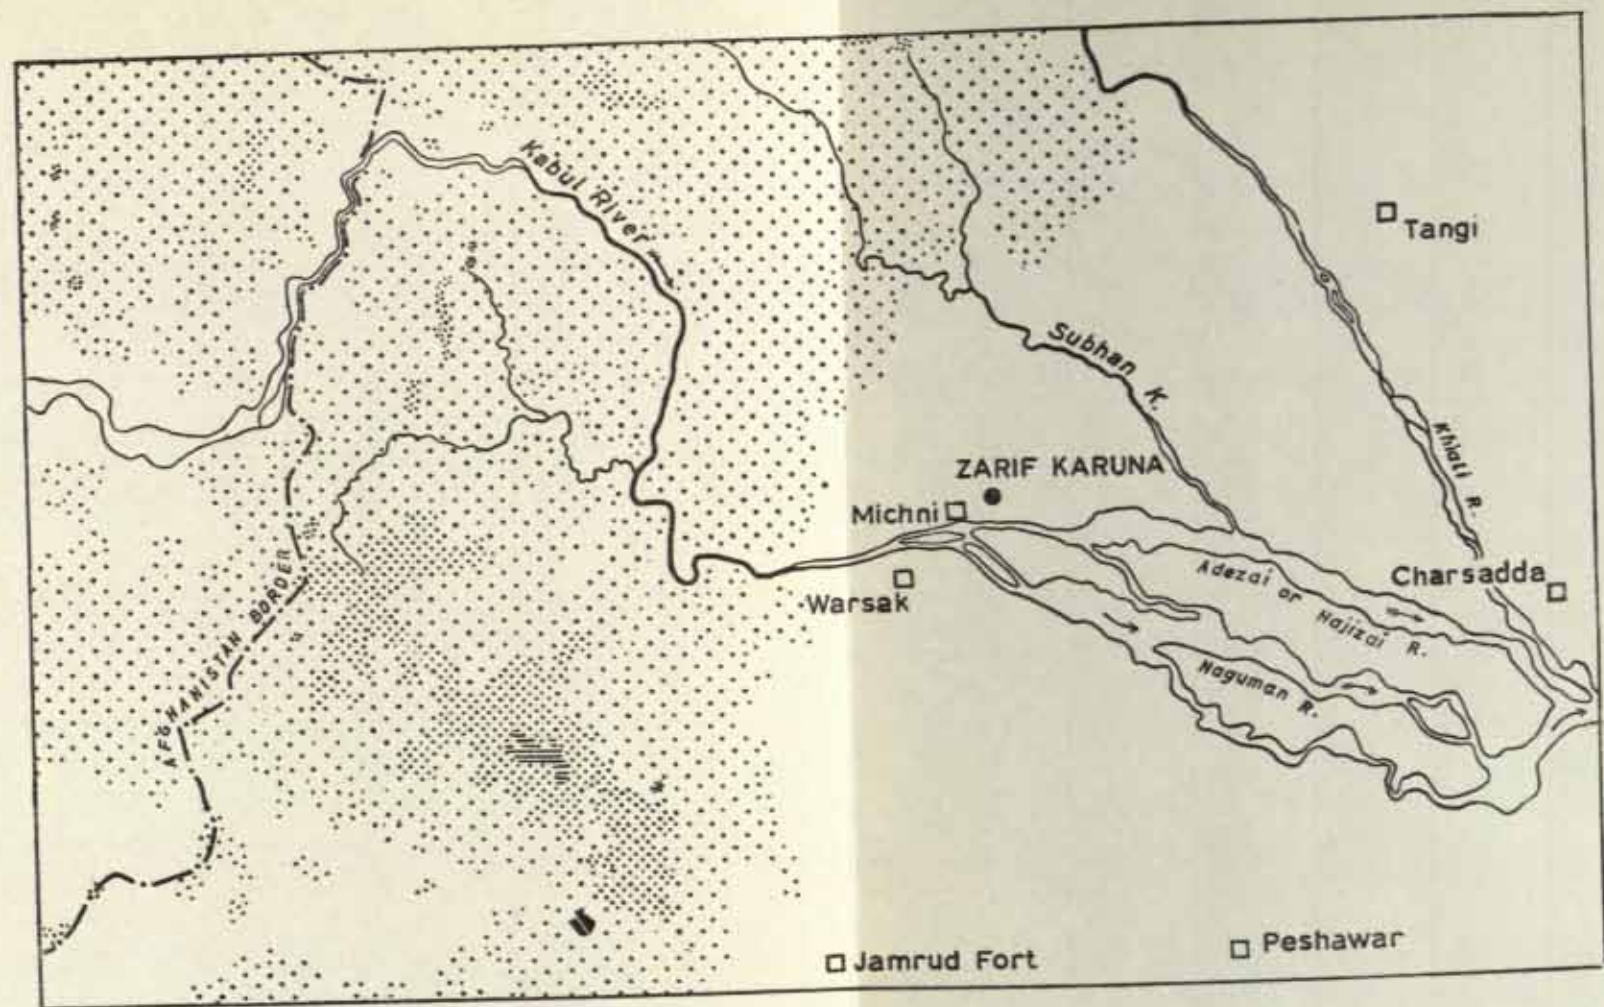 Kabul River
Tangi
Subhan K.
Khiali R.
ZARIF KARUNA
Michni
Adezai or Hajizai R.
Charsadda
Warsak
AFGHANISTAN BORDER
Naguman R.
Jamrud Fort
Peshawar